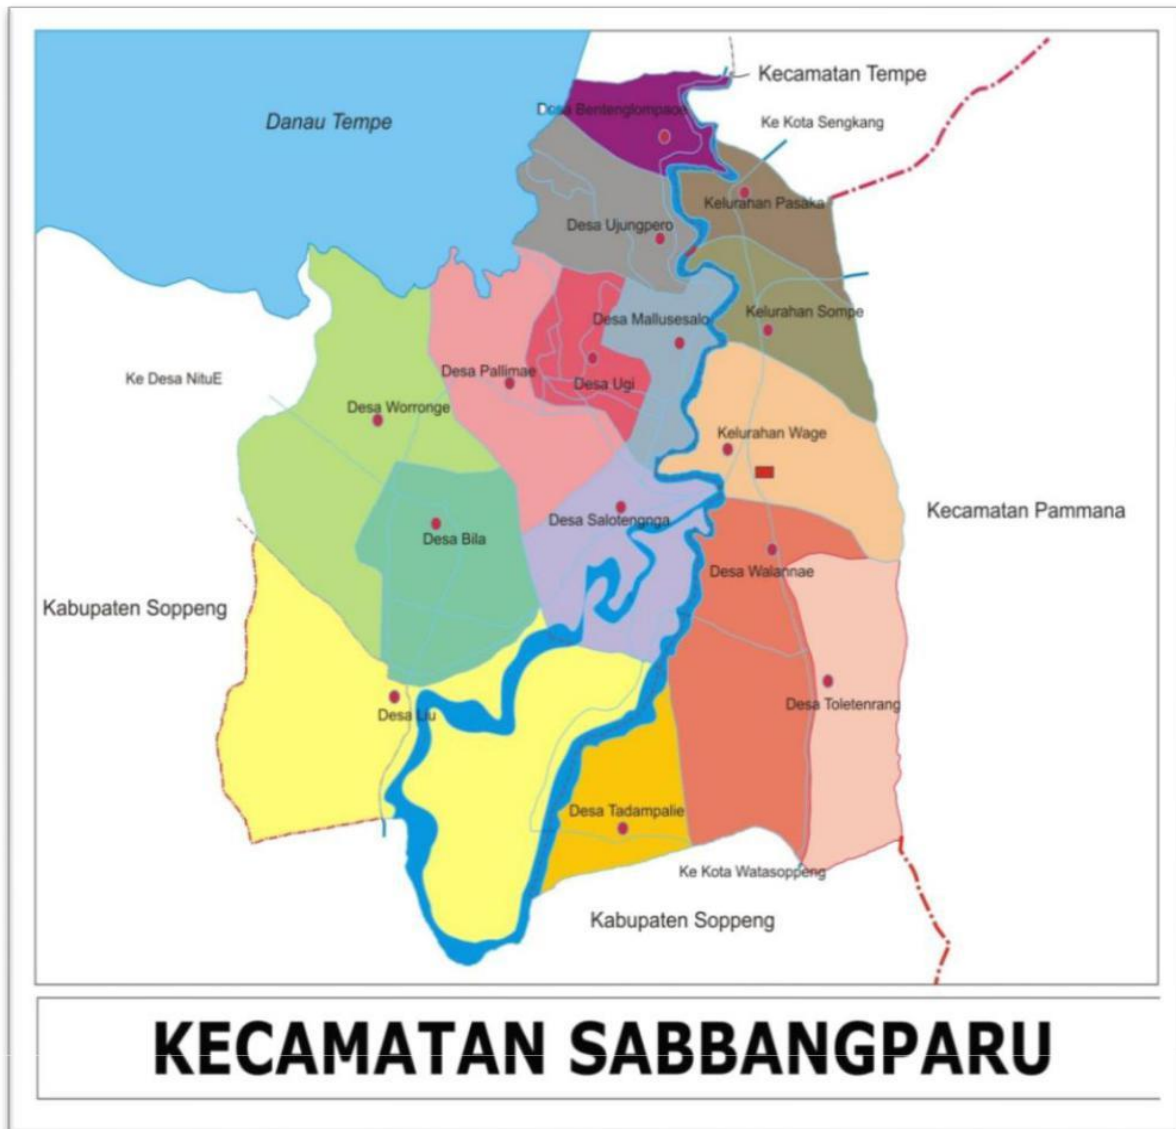 Kecamatan Tempe
Desa Bentenglompaoe
Danau Tempe
Ke Kota Sengkang
Kelurahan Pasaka
Desa Ujungpero
Kelurahan Sompe
Desa Mallusesalo
Ke Desa NituE
Desa Pallimae
Desa Ugi
Desa Worronge
Kelurahan Wage
Kecamatan Pammana
Desa Salotengnga
Desa Bila
Desa Walannae
Kabupaten Soppeng
Desa Toletenrang
Desa Liu
Desa Tadampalie
Ke Kota Watasoppeng
Kabupaten Soppeng
KECAMATAN SABBANGPARU